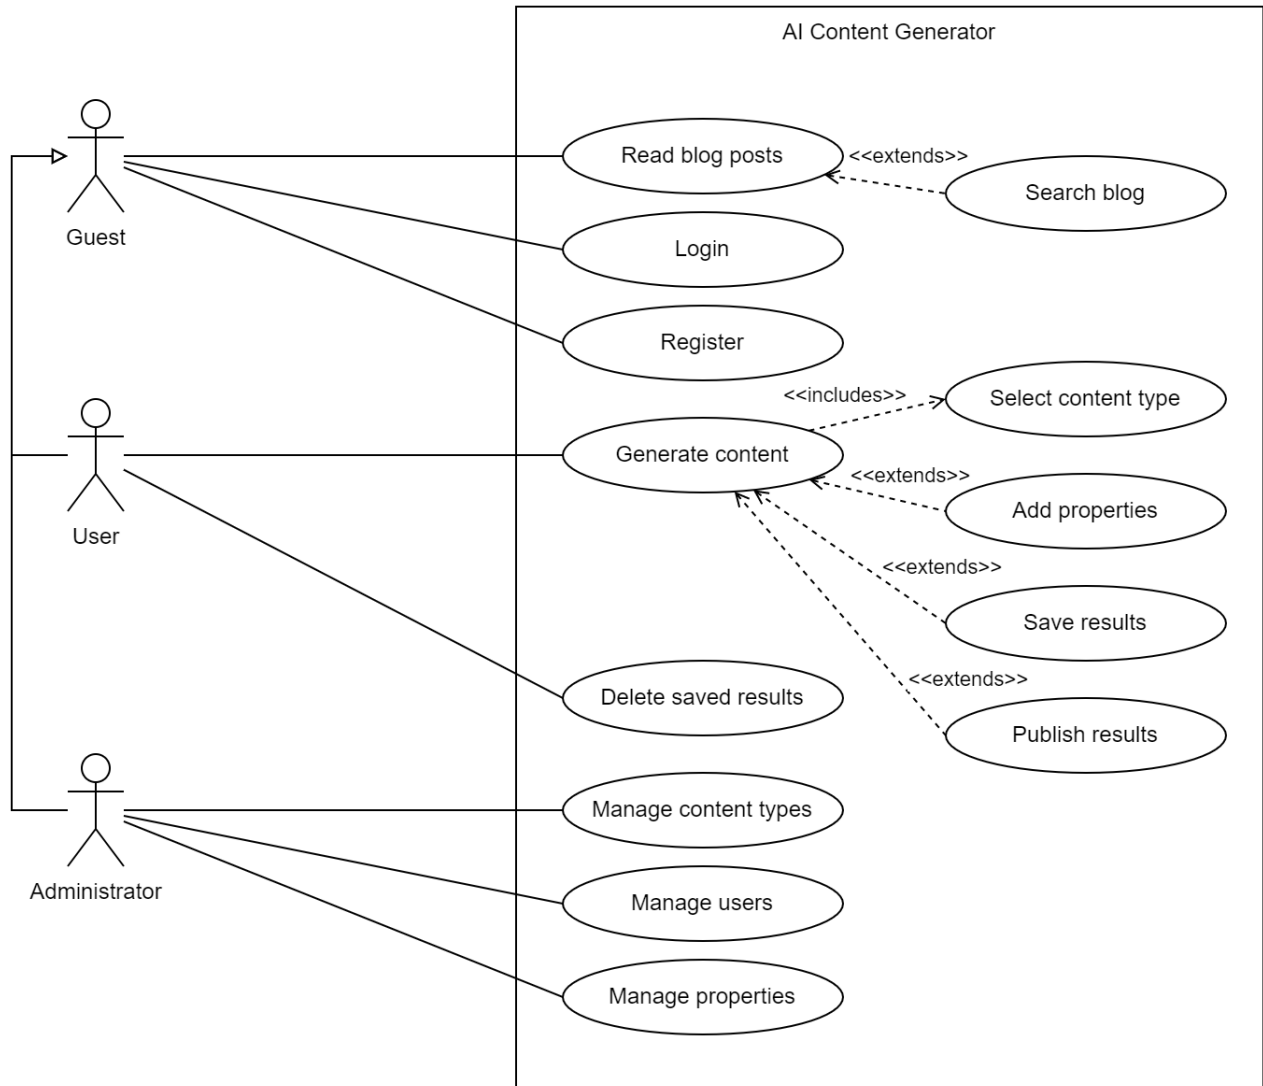 AI Content Generator
Read blog posts
<<extends>>
Search blog
Guest
Login
Register
<<includes>>
Select content type
Generate content
<<extends>>
Add properties
User
<<extends>>
Save results
<<extends>>
Delete saved results
Publish results
Manage content types
Administrator
Manage users
Manage properties